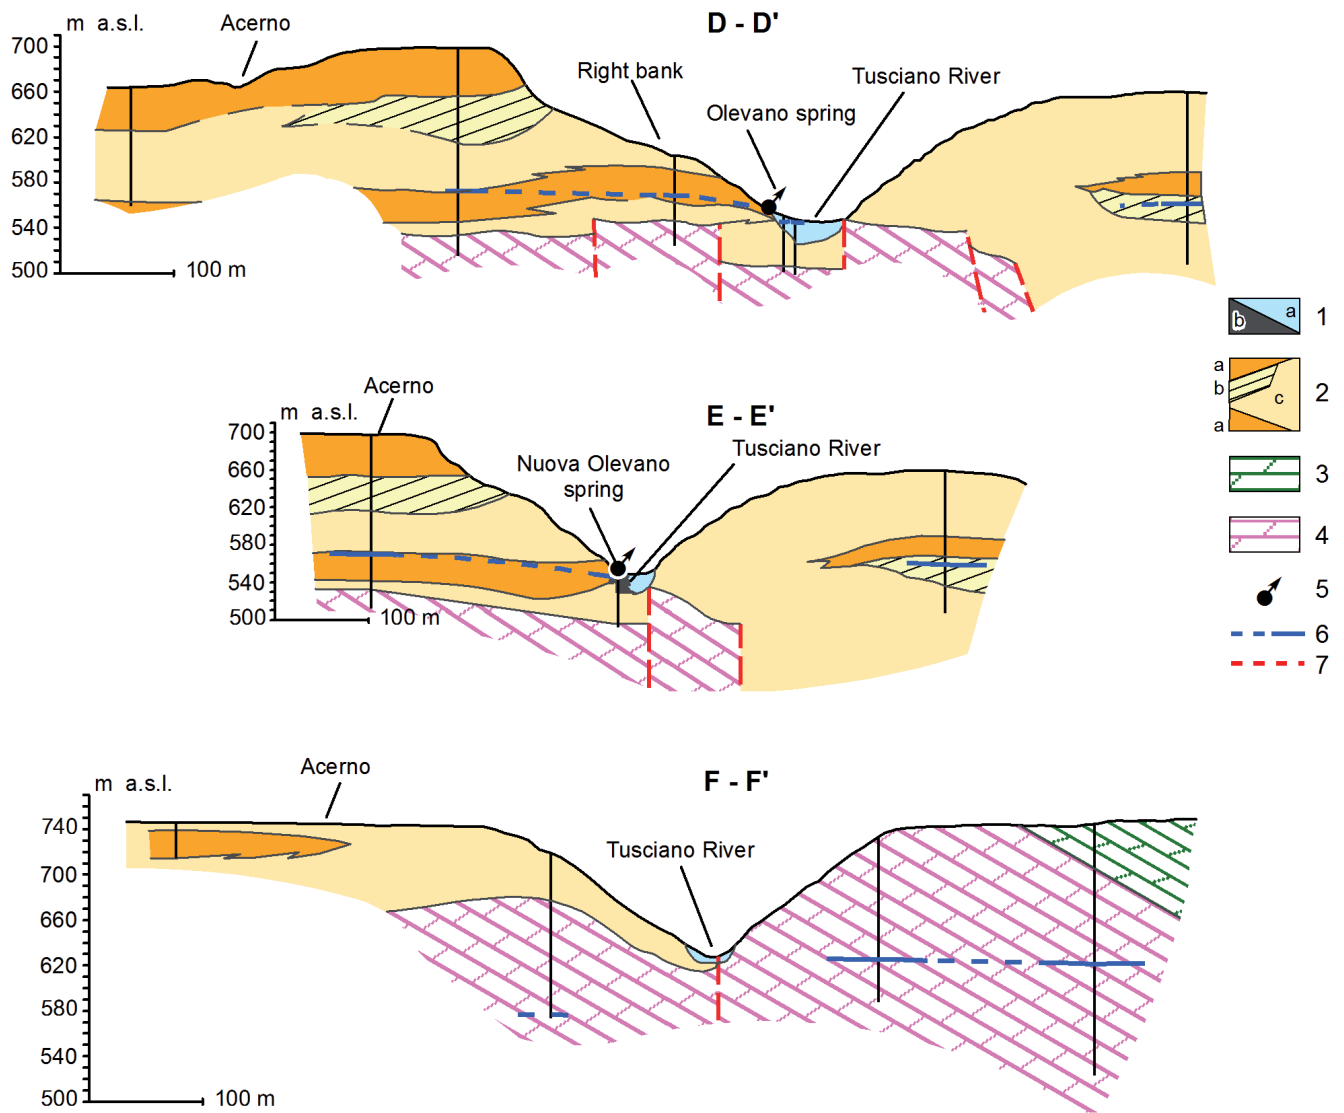 D - D'
m a.s.l.
Acerno
Right bank
Tusciano River
Olevano spring
700
660
620
580
540
500
100 m
b a 1
a
b
c
a
2
3
4
5
6
7
E - E'
Acerno
m a.s.l.
Tusciano River
Nuova Olevano
spring
700
660
620
580
540
500
100 m
F - F'
Acerno
m a.s.l.
Tusciano River
740
700
660
620
580
540
500
100 m